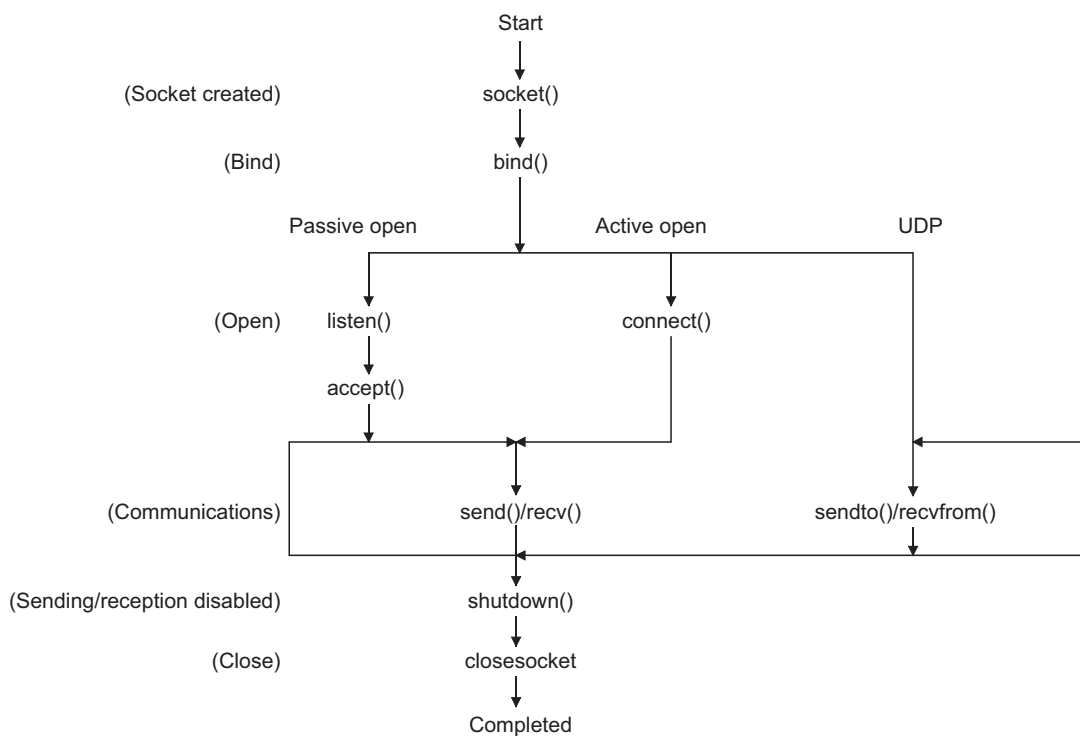 Start
(Socket created) socket()
(Bind) bind()
Passive open Active open UDP
(Open) listen() connect()
accept()
(Communications) send()/recv() sendto()/recvfrom()
(Sending/reception disabled) shutdown()
(Close) closesocket
Completed